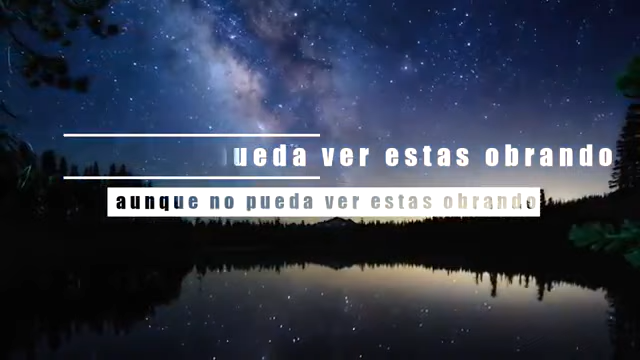 ueda ver estas obrando
aunque no pueda ver estas obrando